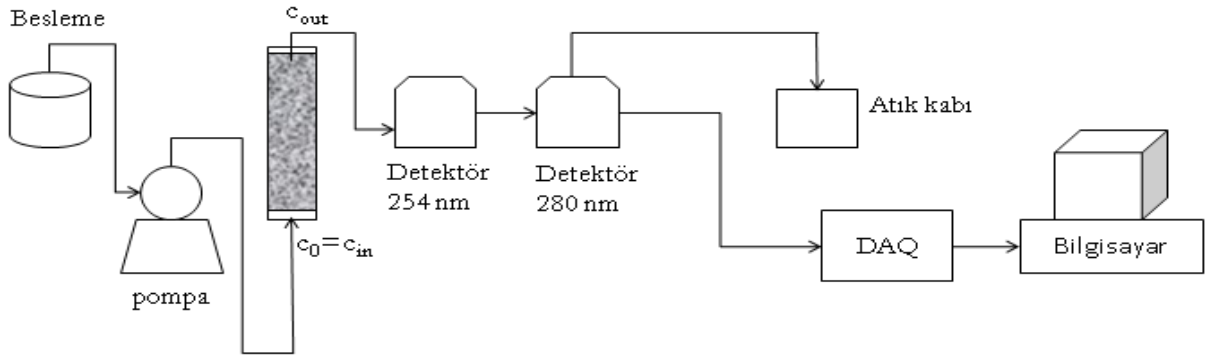 Besleme
c_out
Atık kabı
Detektör
254 nm
Detektör
280 nm
c_0=c_in
pompa
DAQ
Bilgisayar